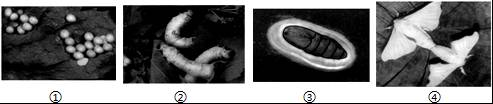 ① ② ③ ④